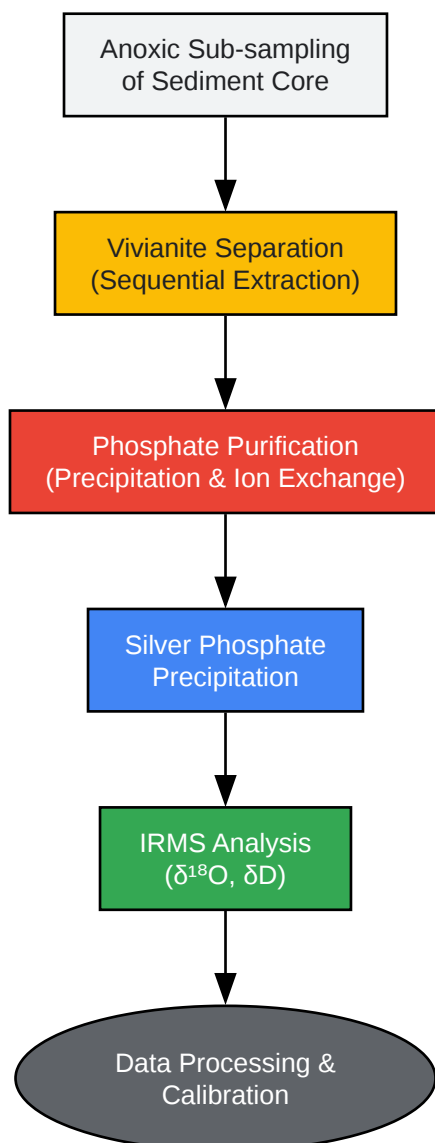 Anoxic Sub-sampling
of Sediment Core
Vivianite Separation
(Sequential Extraction)
Phosphate Purification
(Precipitation & Ion Exchange)
Silver Phosphate
Precipitation
IRMS Analysis
(δ¹⁸O, δD)
Data Processing &
Calibration